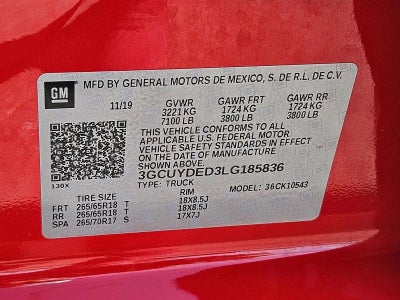 GM
MFD BY GENERAL MOTORS DE MEXICO, S. DE R.L. DE C.V.
11/19 GVWR GAWR FRT GAWR RR
3221 KG 1724 KG 1724 KG
7100 LB 3800 LB 3800 LB
THIS VEHICLE CONFORMS TO ALL
APPLICABLE U.S. FEDERAL MOTOR
VEHICLE SAFETY STANDARDS IN EFFECT
ON THE DATE OF MANUFACTURE
SHOWN ABOVE.
3GCUYDED3LG185836
TYPE: TRUCK MODEL: 36CK10543
130X
TIRE SIZE RIM
FRT 265/65R18 T 18X8.5J
RR 265/65R18 T 18X8.5J
SPA 265/70R17 S 17X7J